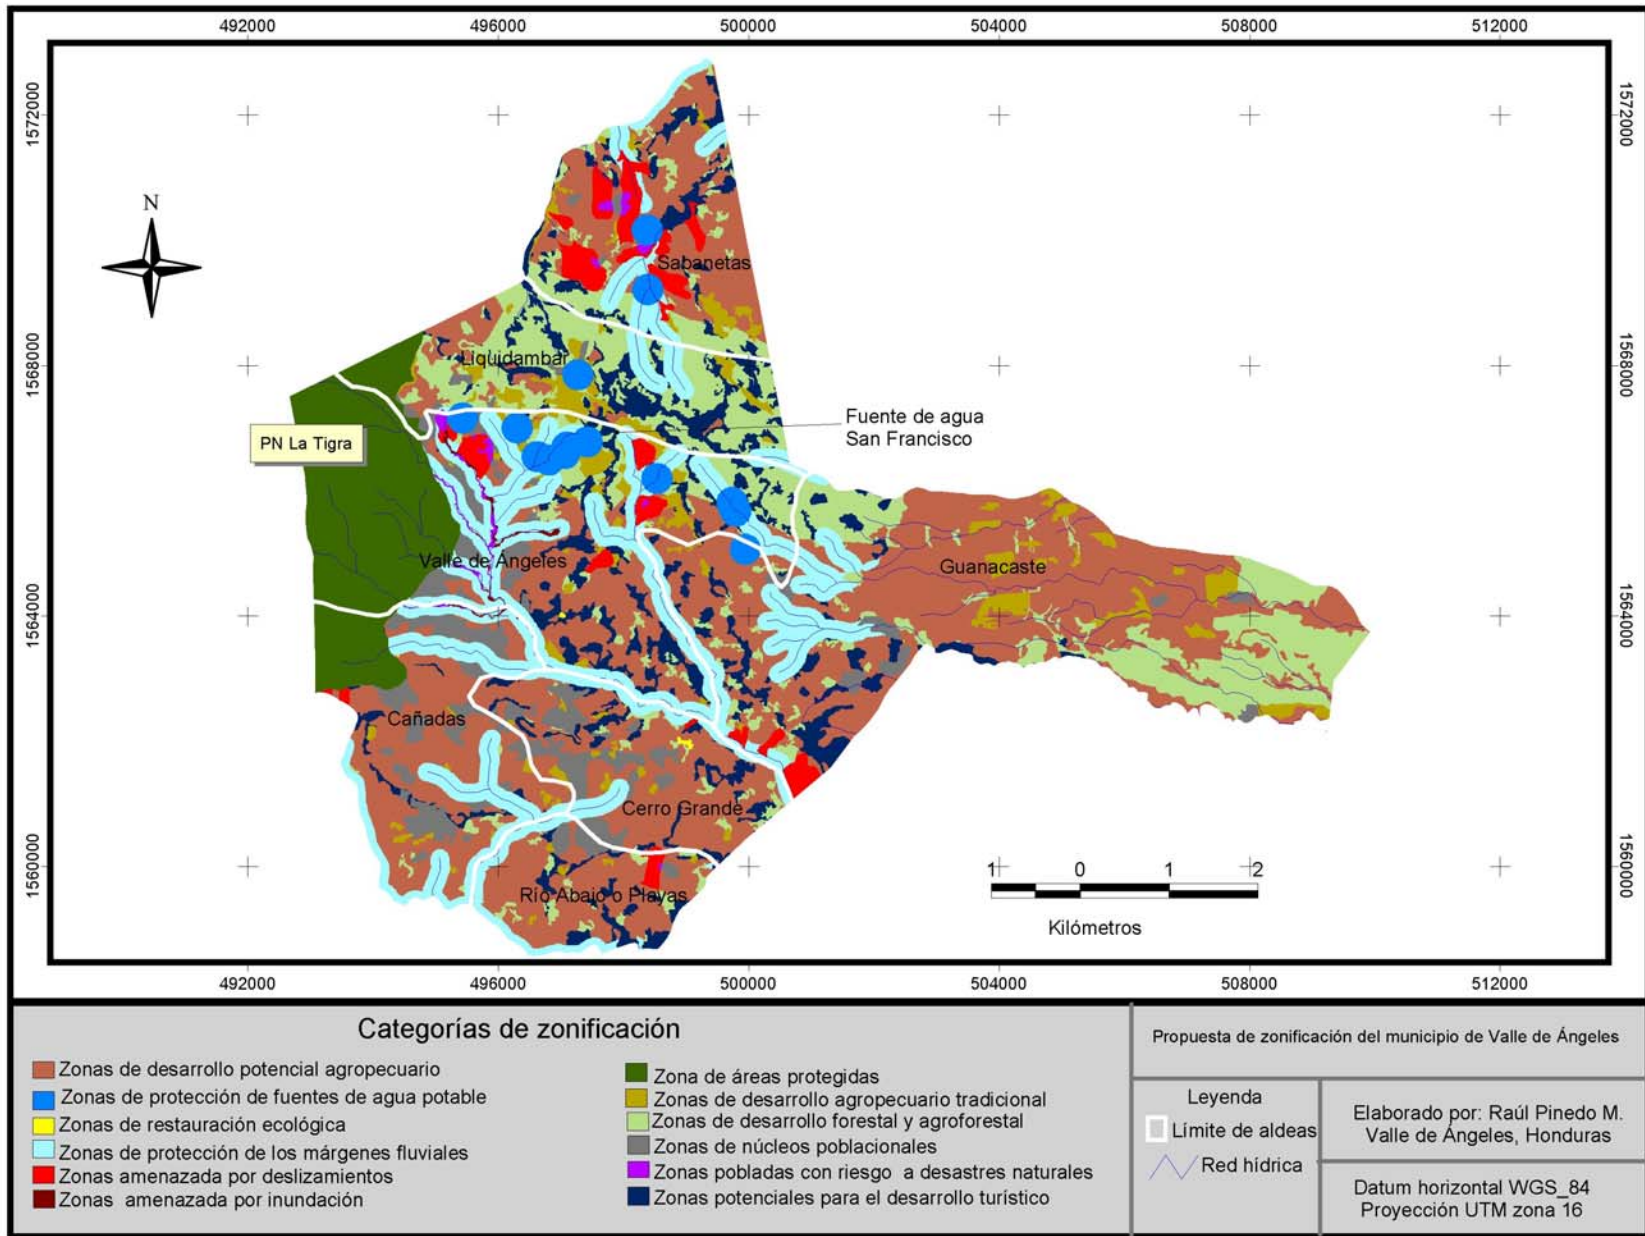 492000 496000 500000 504000 508000 512000
1572000 1572000
N
Sabanetas
1568000 1568000
Liquidambar
Fuente de agua
San Francisco
PN La Tigra
Valle de Ángeles
Guanacaste
1564000 1564000
Cañadas
Cerro Grande
1560000 1560000
Río Abajo o Playas
1 0 1 2
Kilómetros
492000 496000 500000 504000 508000 512000
Categorías de zonificación
Zonas de desarrollo potencial agropecuario
Zonas de protección de fuentes de agua potable
Zonas de restauración ecológica
Zonas de protección de los márgenes fluviales
Zonas amenazada por deslizamientos
Zonas amenazada por inundación
Zona de áreas protegidas
Zonas de desarrollo agropecuario tradicional
Zonas de desarrollo forestal y agroforestal
Zonas de núcleos poblacionales
Zonas pobladas con riesgo a desastres naturales
Zonas potenciales para el desarrollo turístico
Propuesta de zonificación del municipio de Valle de Ángeles
Leyenda
Límite de aldeas
Red hídrica
Elaborado por: Raúl Pinedo M.
Valle de Ángeles, Honduras
Datum horizontal WGS_84
Proyección UTM zona 16